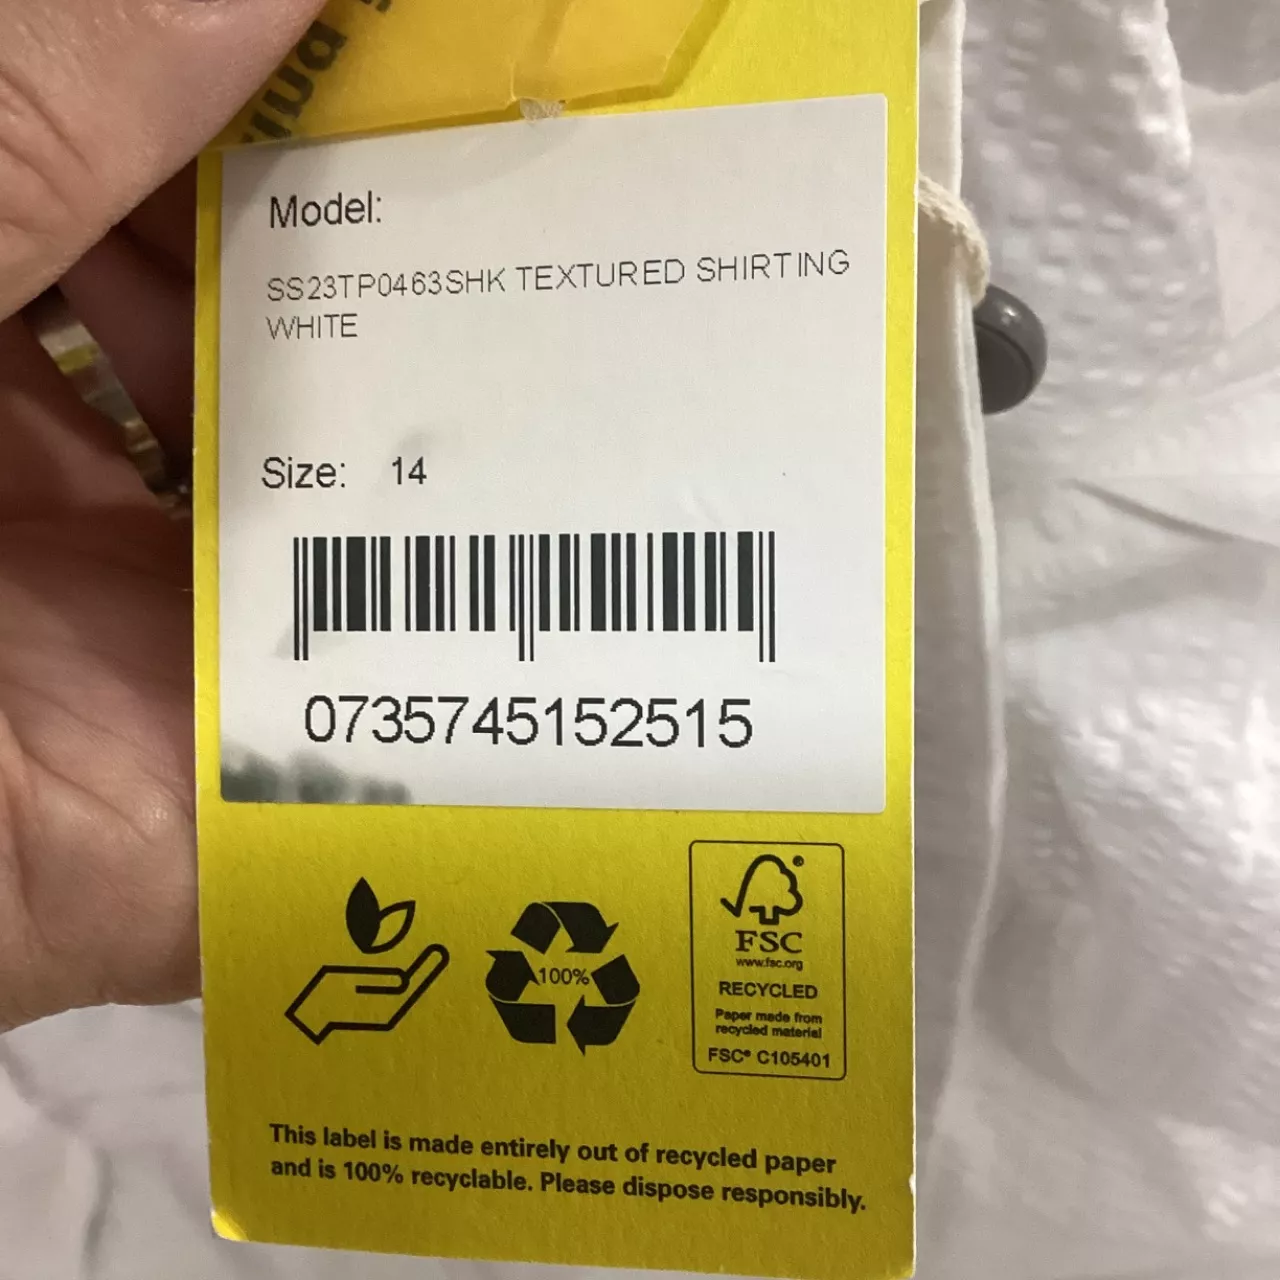 Model:
SS23TP0463SHK TEXTURED SHIRTING
WHITE
Size: 14
0735745152515
100%
FSC
www.fsc.org
RECYCLED
Paper made from
recycled material
FSC® C105401
This label is made entirely out of recycled paper
and is 100% recyclable. Please dispose responsibly.